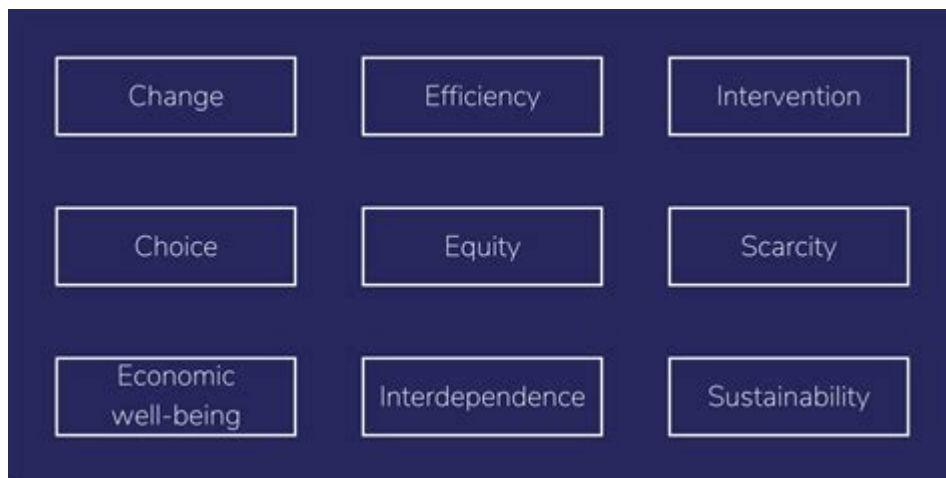 Change
Efficiency
Intervention
Choice
Equity
Scarcity
Economic
well-being
Interdependence
Sustainability